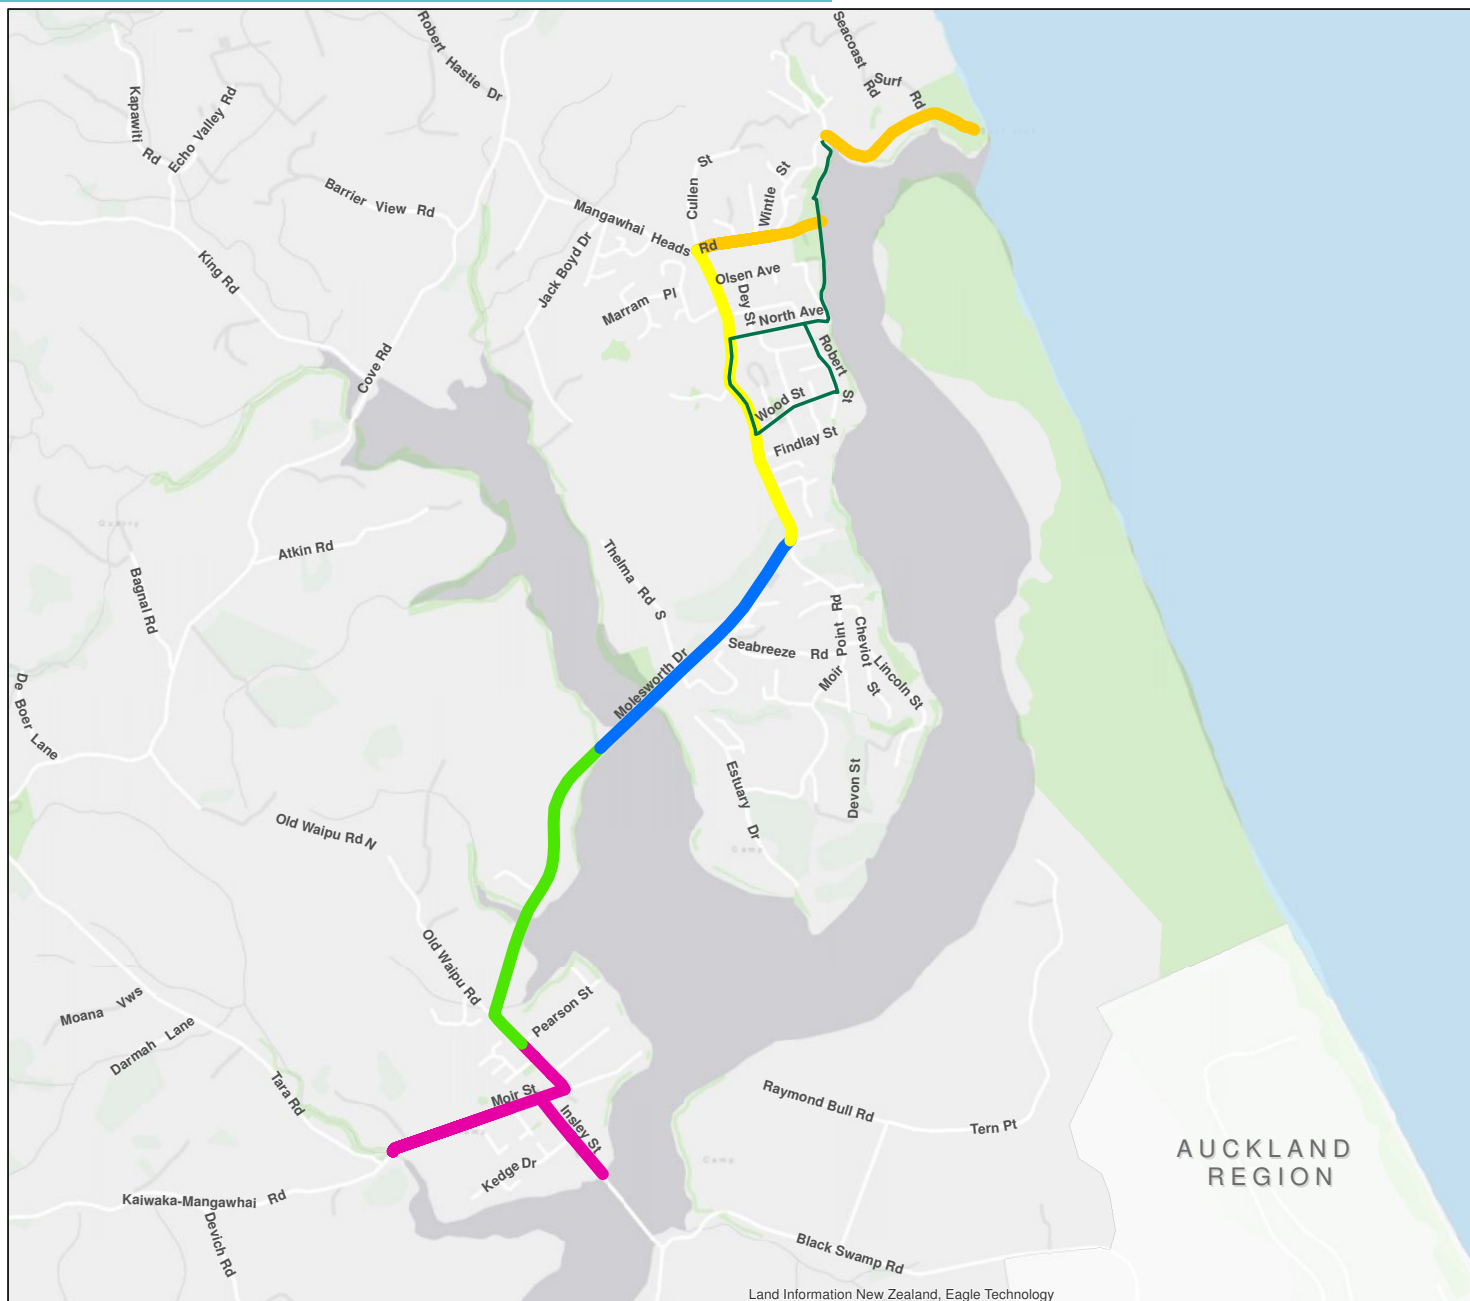 Seacoast Rd
Surf Rd
Robert Hastie Dr
Kapawiti Rd
Echo Valley Rd
Barrier View Rd
Cullen St
Wintle St
Mangawhai Heads Rd
King Rd
Jack Boyd Dr
Olsen Ave
Marram Pl
Dey St
North Ave
Robert St
Cove Rd
Wood St
Findlay St
Quarry
Atkin Rd
Bagnal Rd
Thelma Rd S
Moir Point Rd
Cheviot St
Lincoln St
Seabreeze Rd
Molesworth Dr
De Boer Lane
Estuary Dr
Devon St
Camp
Old Waipu Rd N
Old Waipu Rd
Pearson St
Moana Vws
Darmah Lane
Tara Rd
Moir St
Insley St
Raymond Bull Rd
Tern Pt
Kedge Dr
Camp
AUCKLAND
REGION
Kaiwaka-Mangawhai Rd
Devich Rd
Black Swamp Rd
Land Information New Zealand, Eagle Technology